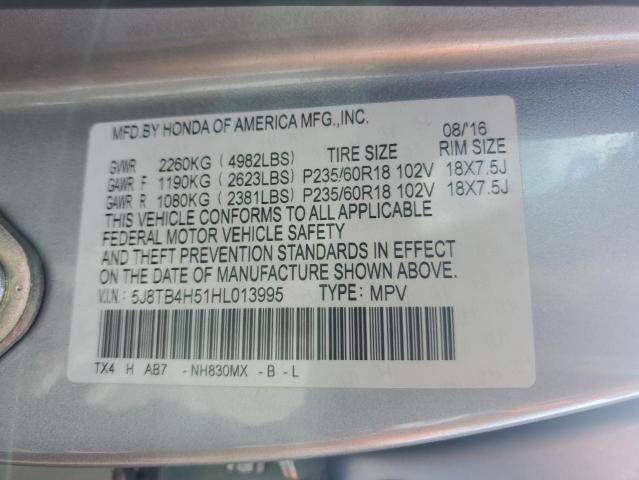 MFD.BY HONDA OF AMERICA MFG.,INC. 08/'16
GVWR 2260KG (4982LBS) TIRE SIZE RIM SIZE
GAWR F 1190KG (2623LBS) P235/60R18 102V 18X7.5J
GAWR R 1080KG (2381LBS) P235/60R18 102V 18X7.5J
THIS VEHICLE CONFORMS TO ALL APPLICABLE
FEDERAL MOTOR VEHICLE SAFETY
AND THEFT PREVENTION STANDARDS IN EFFECT
ON THE DATE OF MANUFACTURE SHOWN ABOVE.
V.I.N.: 5J8TB4H51HL013995 TYPE: MPV
TX4 H AB7 -NH830MX -B -L